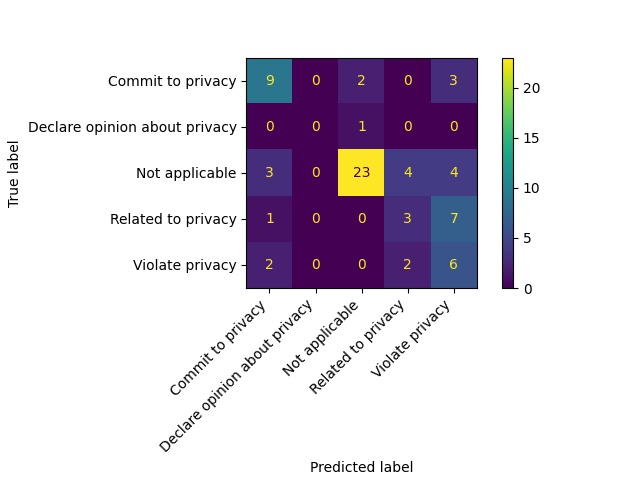 Commit to privacy 9 0 2 0 3
Declare opinion about privacy 0 0 1 0 0
Not applicable 3 0 23 4 4
Related to privacy 1 0 0 3 7
Violate privacy 2 0 0 2 6
True label
Commit to privacy
Declare opinion about privacy
Not applicable
Related to privacy
Violate privacy
Predicted label
20
15
10
5
0